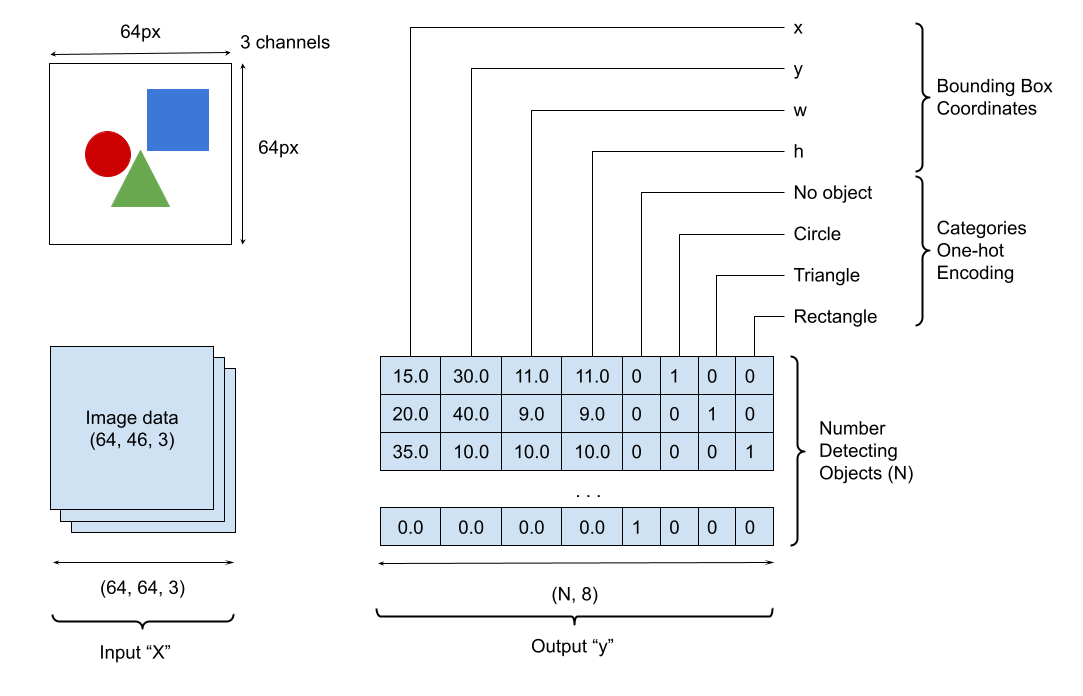 64px
3 channels
64px
x
y
w
h
No object
Circle
Triangle
Rectangle
Bounding Box
Coordinates
Categories
One-hot
Encoding
Image data
(64, 46, 3)
(64, 64, 3)
Input “X”
15.0 30.0 11.0 11.0 0 1 0 0
20.0 40.0 9.0 9.0 0 0 1 0
35.0 10.0 10.0 10.0 0 0 0 1
. . .
0.0 0.0 0.0 0.0 1 0 0 0
Number
Detecting
Objects (N)
(N, 8)
Output “y”